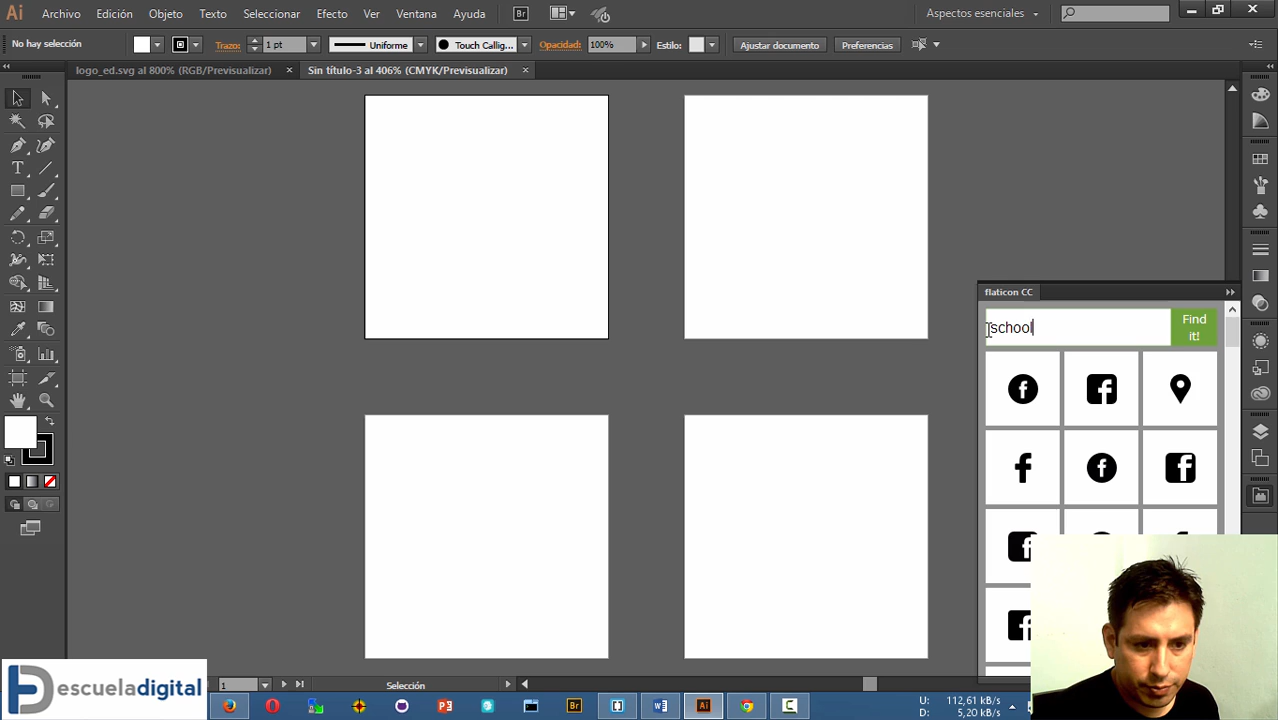 Ai Archivo Edición Objeto Texto Seleccionar Efecto Ver Ventana Ayuda Br Aspectos esenciales
No hay selección Trazo: 1 pt Uniforme Touch Callig... Opacidad: 100% Estilo: Ajustar documento Preferencias
logo_ed.svg al 800% (RGB/Previsualizar) × Sin título-3 al 406% (CMYK/Previsualizar) ×
flaticon CC
school
Find
it!
1 Selección
escueladigital
U: 112,61 kB/s
D: 5,20 kB/s